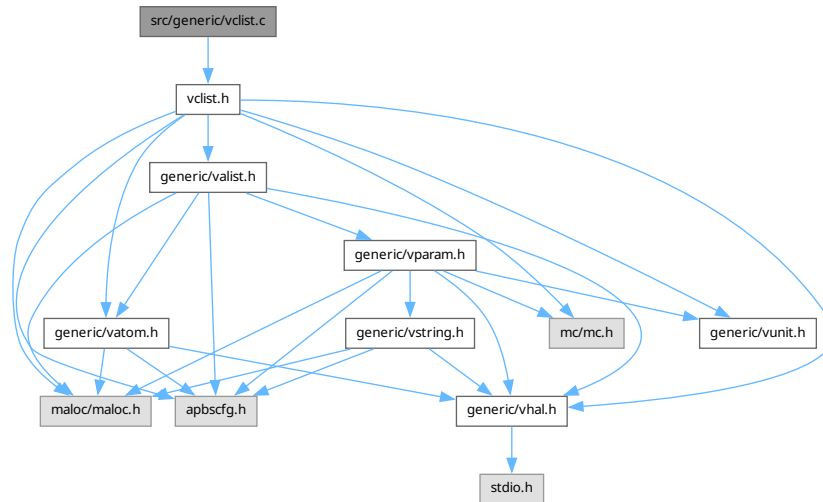 src/generic/vclist.c
vclist.h
generic/valist.h
generic/vparam.h
generic/vatom.h
generic/vstring.h
mc/mc.h
generic/vunit.h
maloc/maloc.h
apbscfg.h
generic/vhal.h
stdio.h